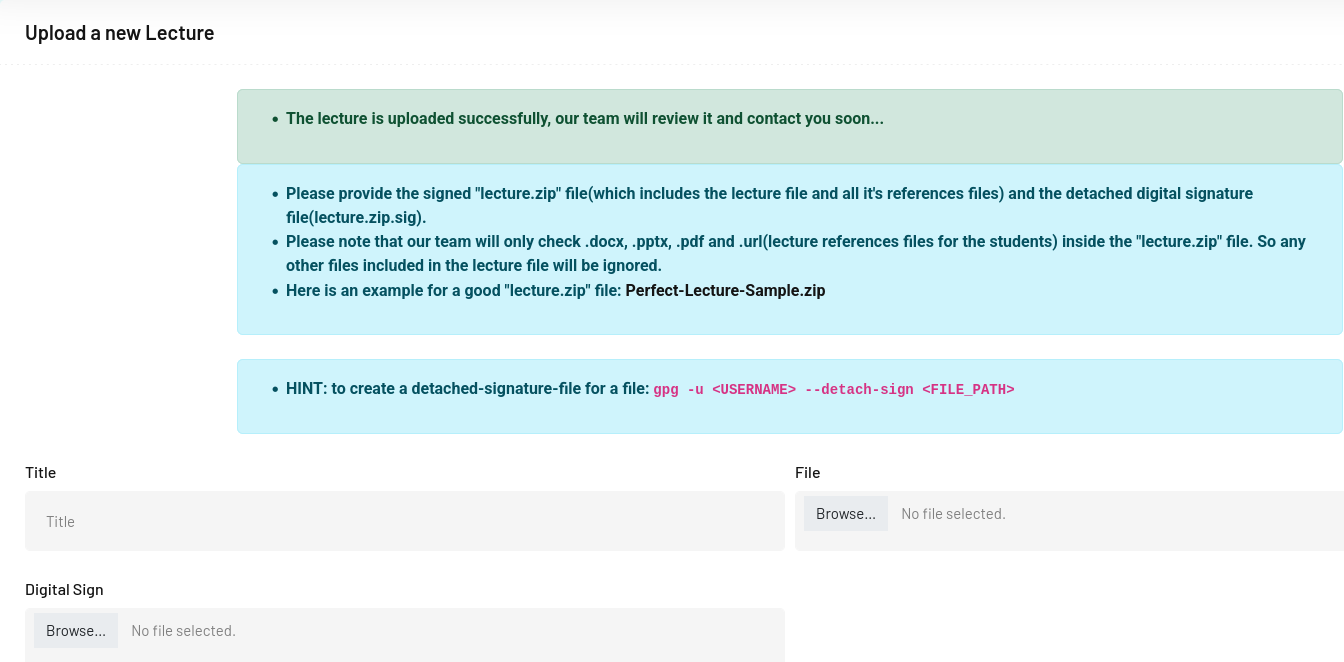 Upload a new Lecture
• The lecture is uploaded successfully, our team will review it and contact you soon...
• Please provide the signed "lecture.zip" file(which includes the lecture file and all it's references files) and the detached digital signature
file(lecture.zip.sig).
• Please note that our team will only check .docx, .pptx, .pdf and .url(lecture references files for the students) inside the "lecture.zip" file. So any
other files included in the lecture file will be ignored.
• Here is an example for a good "lecture.zip" file: Perfect-Lecture-Sample.zip
• HINT: to create a detached-signature-file for a file: gpg -u <USERNAME> --detach-sign <FILE_PATH>
Title
Title
File
Browse... No file selected.
Digital Sign
Browse... No file selected.